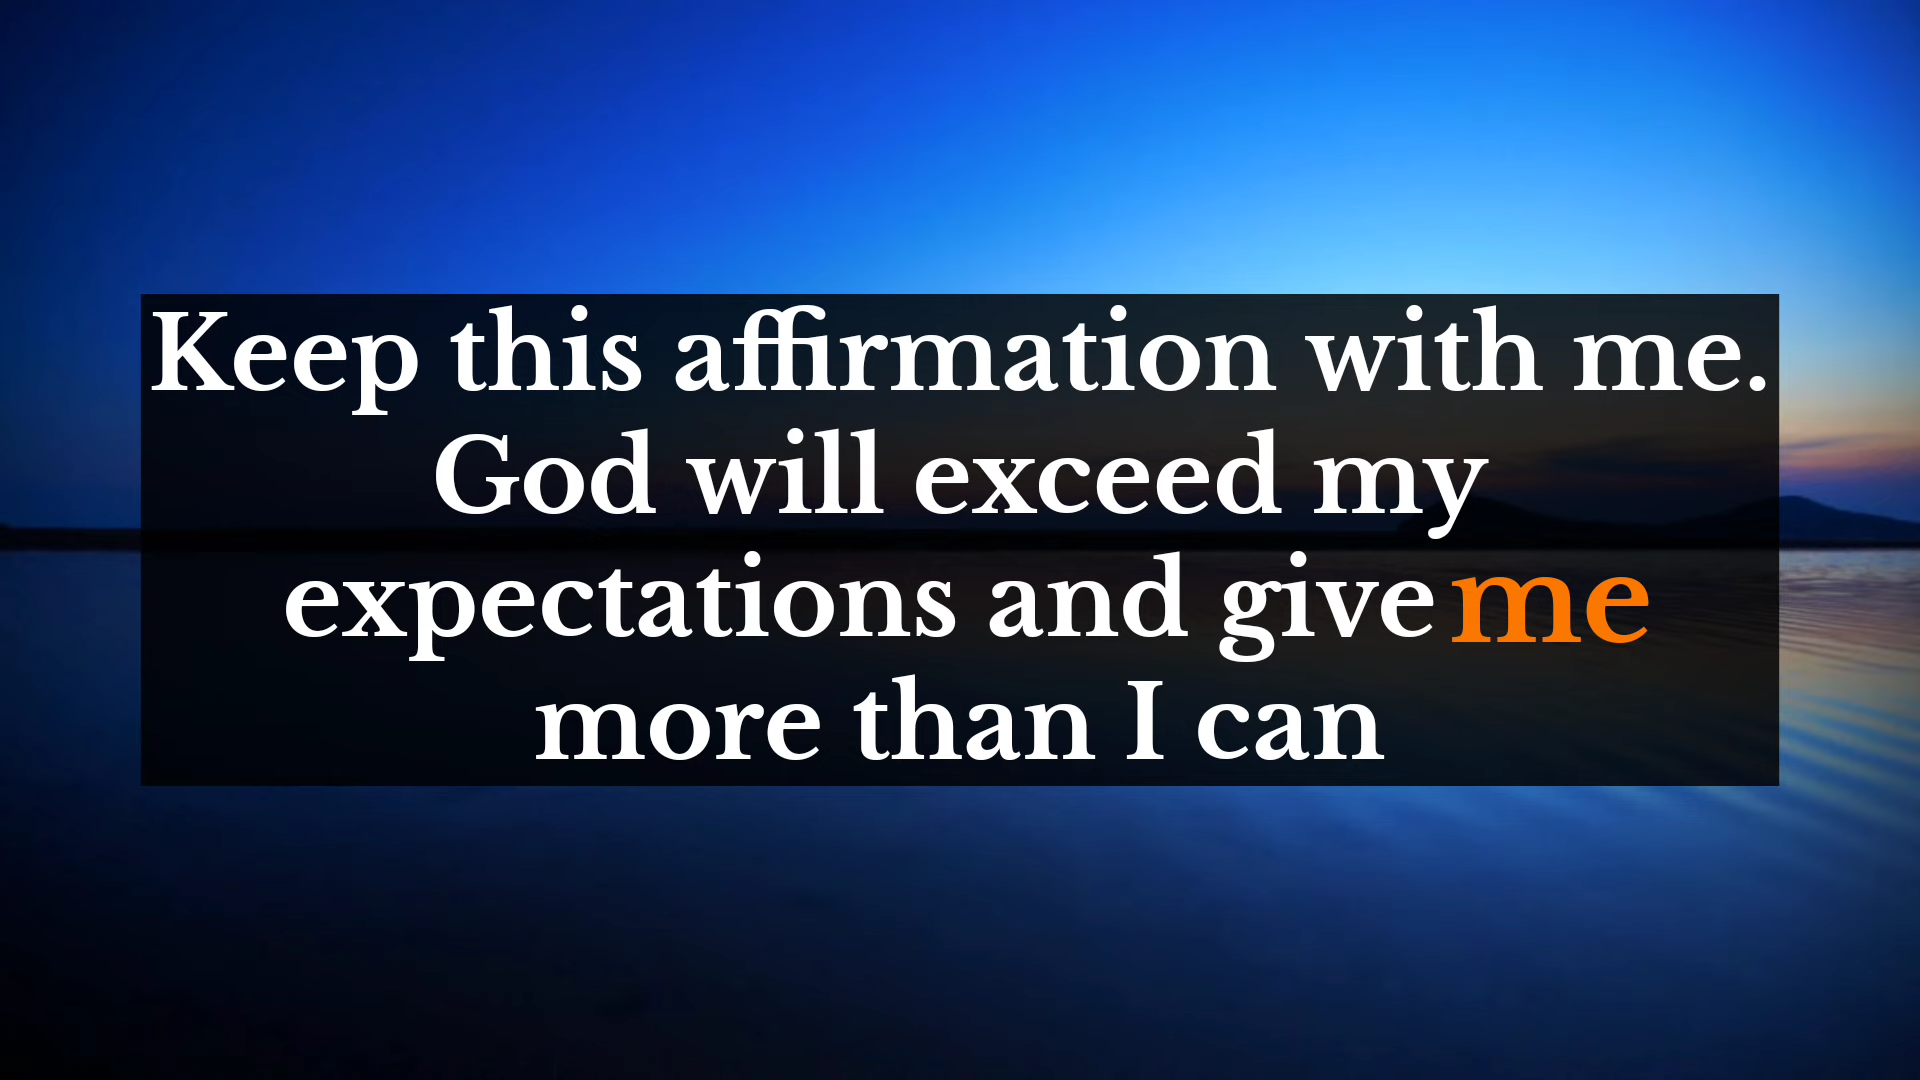 Keep this affirmation with me.
God will exceed my
expectations and give me
more than I can